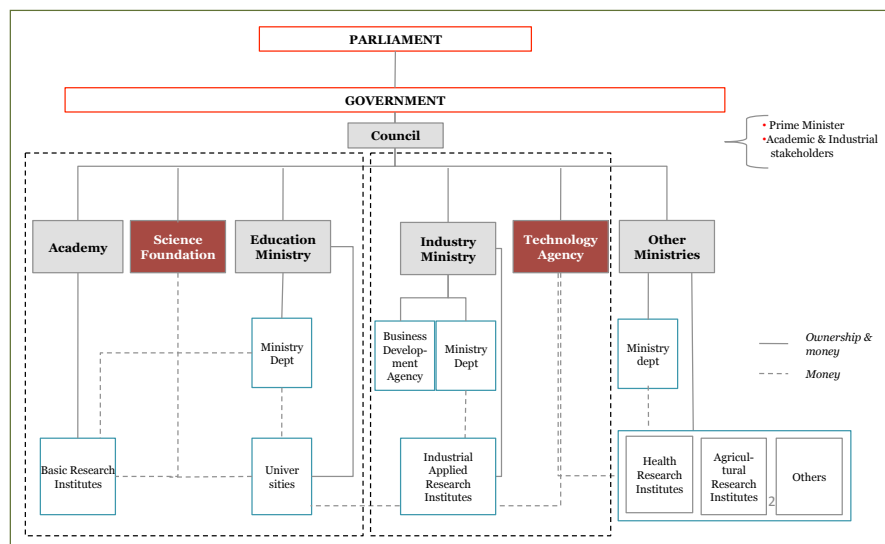 PARLIAMENT
GOVERNMENT
Council
• Prime Minister
• Academic & Industrial
stakeholders
Academy
Science
Foundation
Education
Ministry
Industry
Ministry
Technology
Agency
Other
Ministries
Ministry
Dept
Business
Develop-
ment
Agency
Ministry
Dept
Ministry
dept
Ownership &
money
Money
Basic Research
Institutes
Univer
sities
Industrial
Applied
Research
Institutes
Health
Research
Institutes
Agricul-
tural
Research
Institutes
Others
2